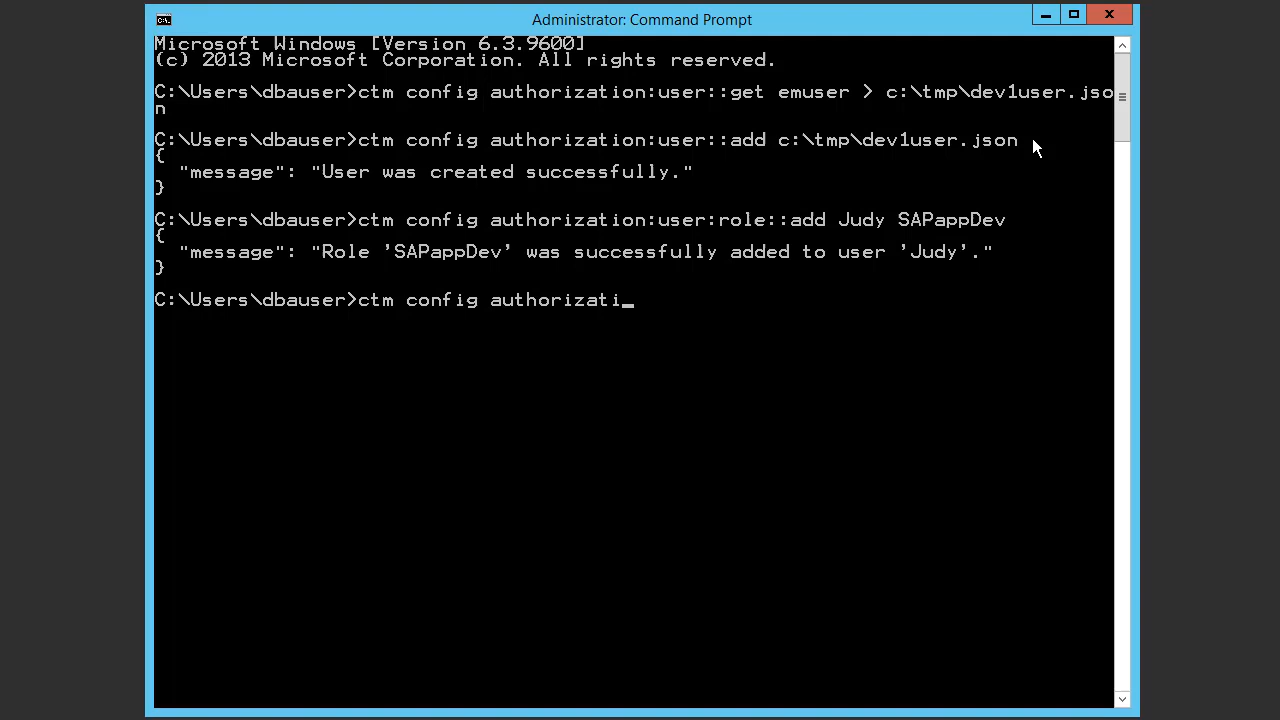 Administrator: Command Prompt
Microsoft Windows [Version 6.3.9600]
(c) 2013 Microsoft Corporation. All rights reserved.
C:\Users\dbauser>ctm config authorization:user::get emuser > c:\tmp\dev1user.jso
n
C:\Users\dbauser>ctm config authorization:user::add c:\tmp\dev1user.json
{
"message": "User was created successfully."
}
C:\Users\dbauser>ctm config authorization:user:role::add Judy SAPappDev
{
"message": "Role 'SAPappDev' was successfully added to user 'Judy'."
}
C:\Users\dbauser>ctm config authorizati_